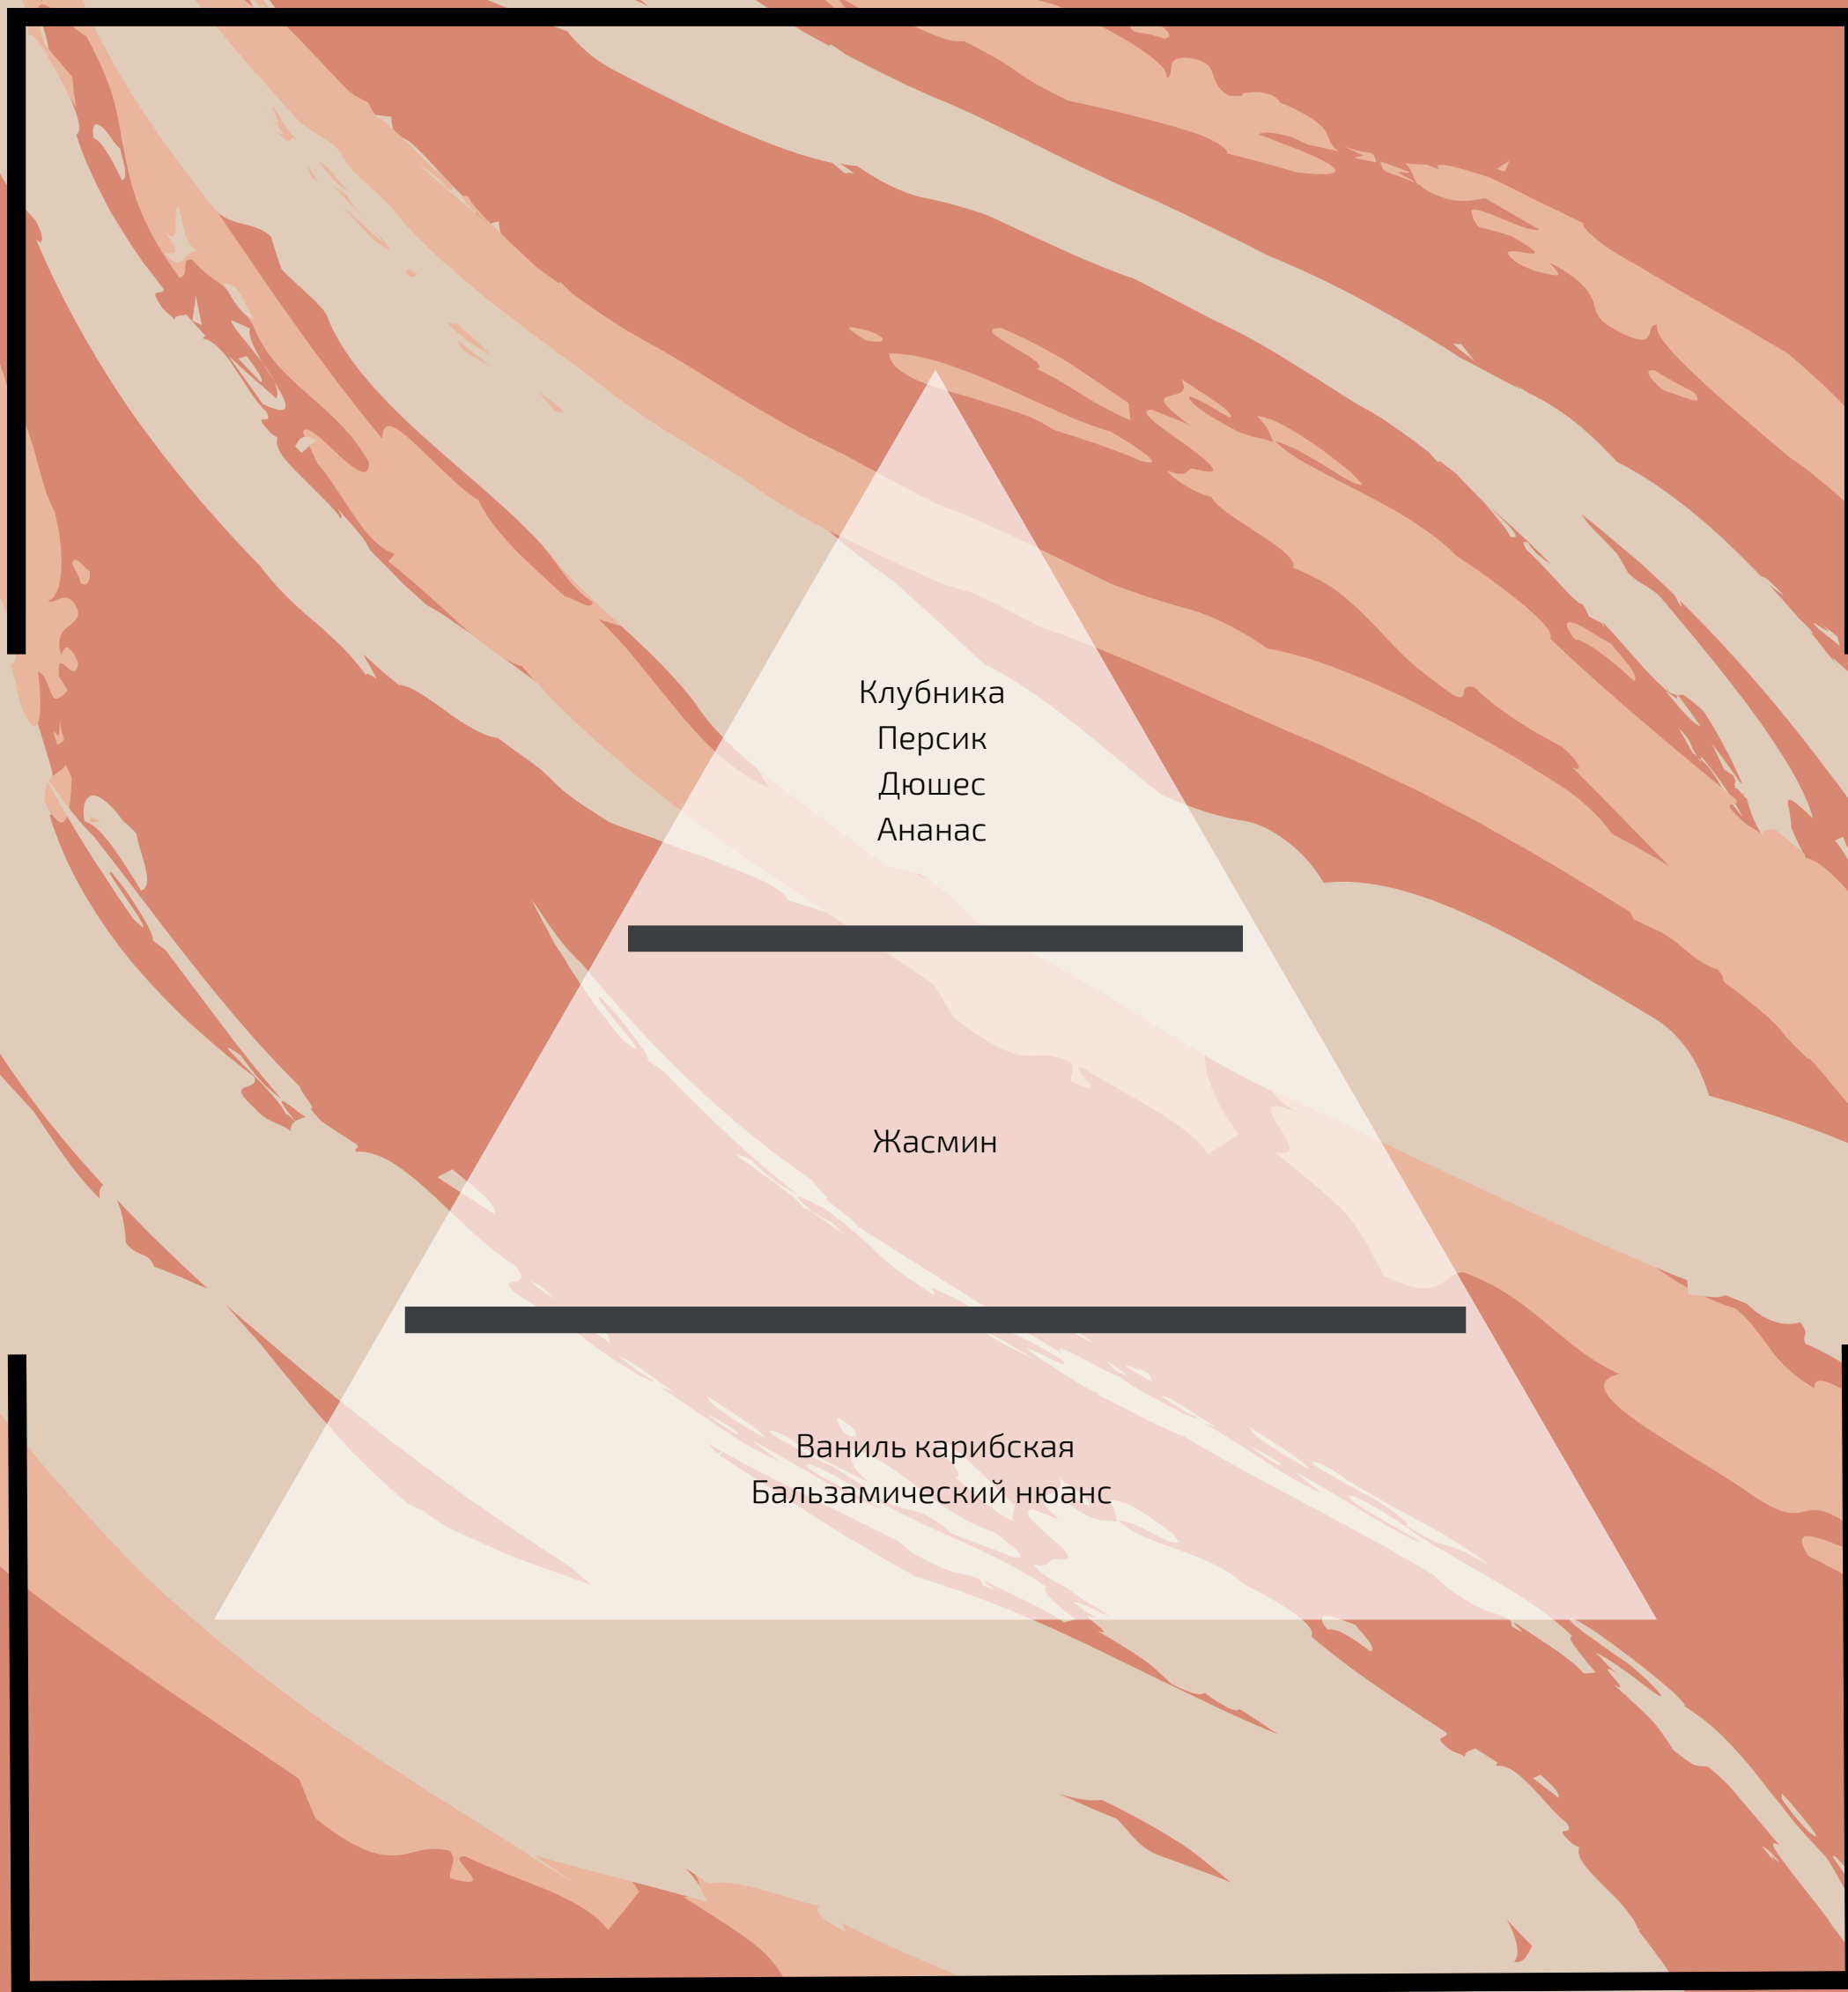 Клубника
Персик
Дюшес
Ананас
Жасмин
Ваниль карибская
Бальзамический нюанс